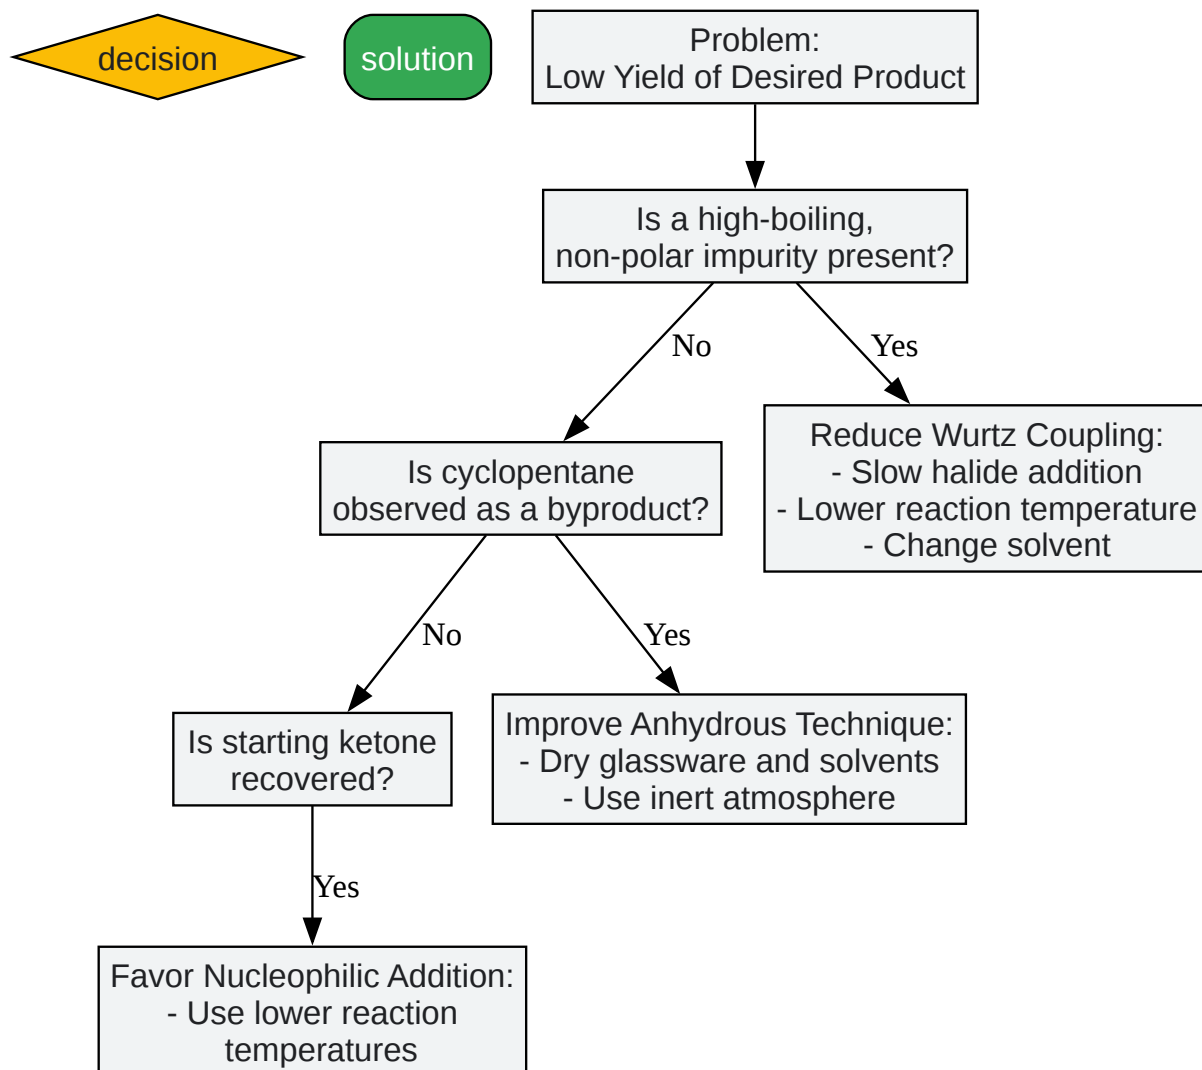 decision
solution
Problem:
Low Yield of Desired Product
Is a high-boiling,
non-polar impurity present?
No
Yes
Reduce Wurtz Coupling:
- Slow halide addition
- Lower reaction temperature
- Change solvent
Is cyclopentane
observed as a byproduct?
No
Yes
Improve Anhydrous Technique:
- Dry glassware and solvents
- Use inert atmosphere
Is starting ketone
recovered?
Yes
Favor Nucleophilic Addition:
- Use lower reaction
temperatures